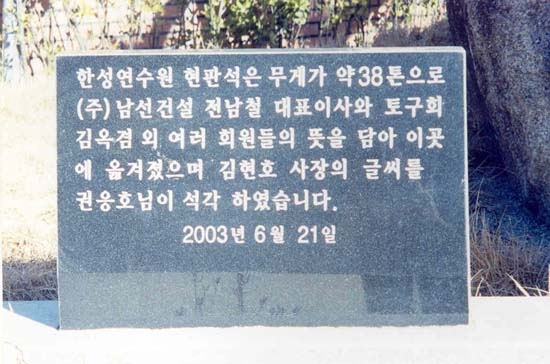 한성연수원 현판석은 무게가 약38톤으로
(주)남선건설 전남철 대표이사와 토구회
김옥겸 외 여러 회원들의 뜻을 담아 이곳
에 옮겨졌으며 김현호 사장의 글씨를
권웅호님이 석각 하였습니다.
2003년 6월 21일